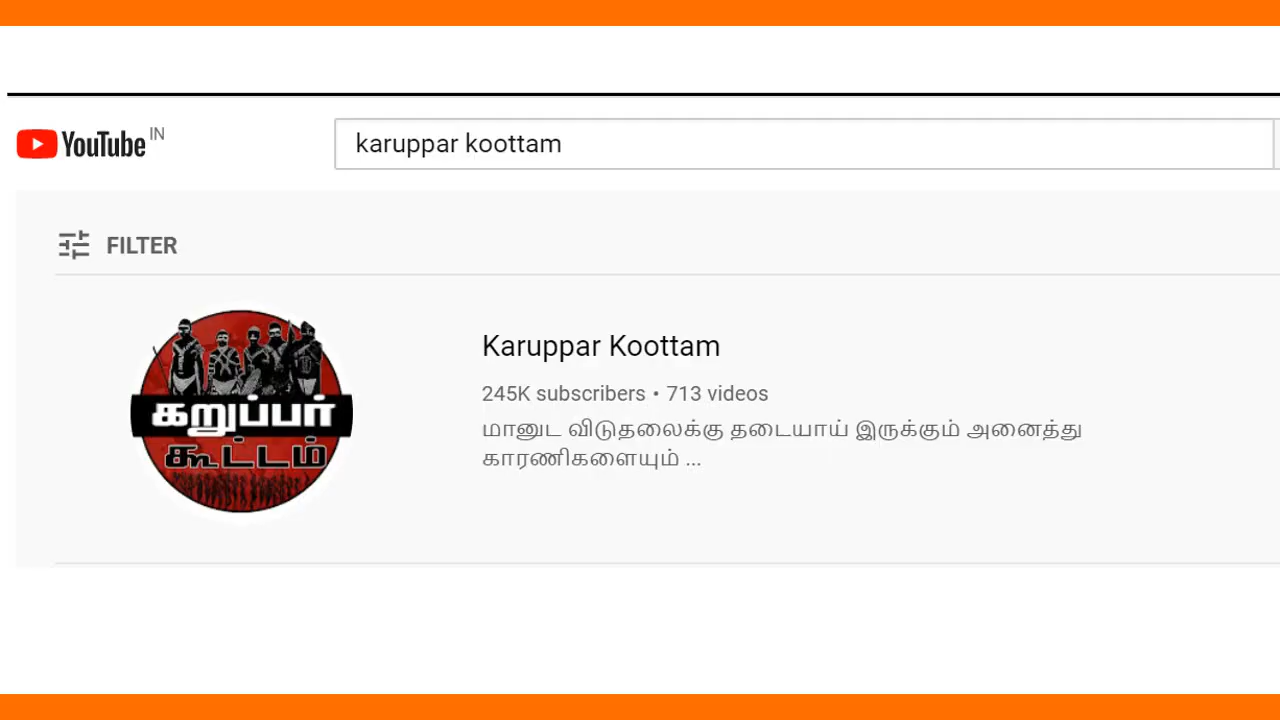 YouTube IN
karuppar koottam
FILTER
கறுப்பர்
கூட்டம்
Karuppar Koottam
245K subscribers • 713 videos
மானுட விடுதலைக்கு தடையாய் இருக்கும் அனைத்து
காரணிகளையும் ...